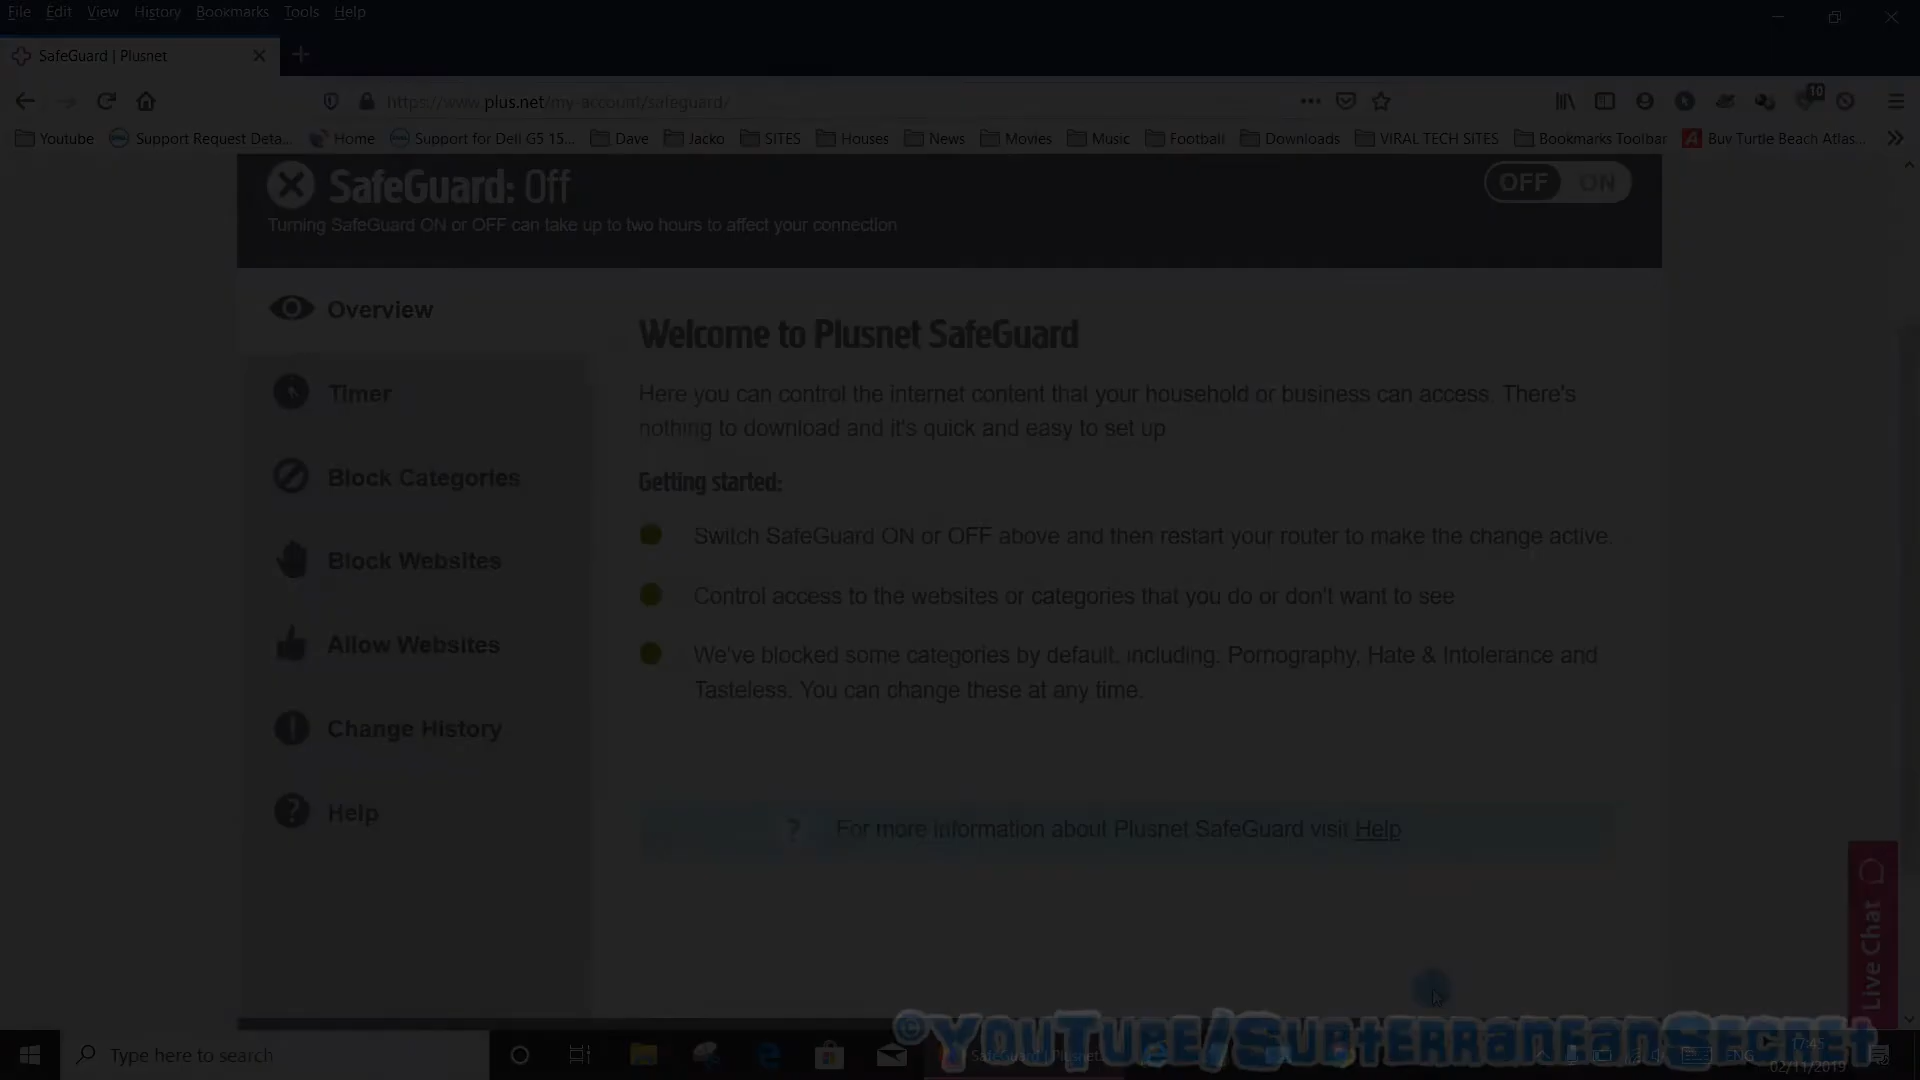 File Edit View History Bookmarks Tools Help
SafeGuard | Plusnet
https://www.plus.net/my-account/safeguard/
10
Youtube Support Request Deta... Home Support for Dell G5 15... Dave Jacko SITES Houses News Movies Music Football Downloads VIRAL TECH SITES Bookmarks Toolbar Buy Turtle Beach Atlas...
SafeGuard: Off
OFF ON
Turning SafeGuard ON or OFF can take up to two hours to affect your connection
Overview
Timer
Block Categories
Block Websites
Allow Websites
Change History
Help
Welcome to Plusnet SafeGuard
Here you can control the internet content that your household or business can access. There's
nothing to download and it's quick and easy to set up
Getting started:
Switch SafeGuard ON or OFF above and then restart your router to make the change active.
Control access to the websites or categories that you do or don't want to see
We've blocked some categories by default, including: Pornography, Hate & Intolerance and
Tasteless. You can change these at any time.
? For more information about Plusnet SafeGuard visit Help
Live Chat
©YouTube/SubterraneanSecret
Type here to search
SafeGuard | Plusnet...
ENG
17:45
02/11/2019